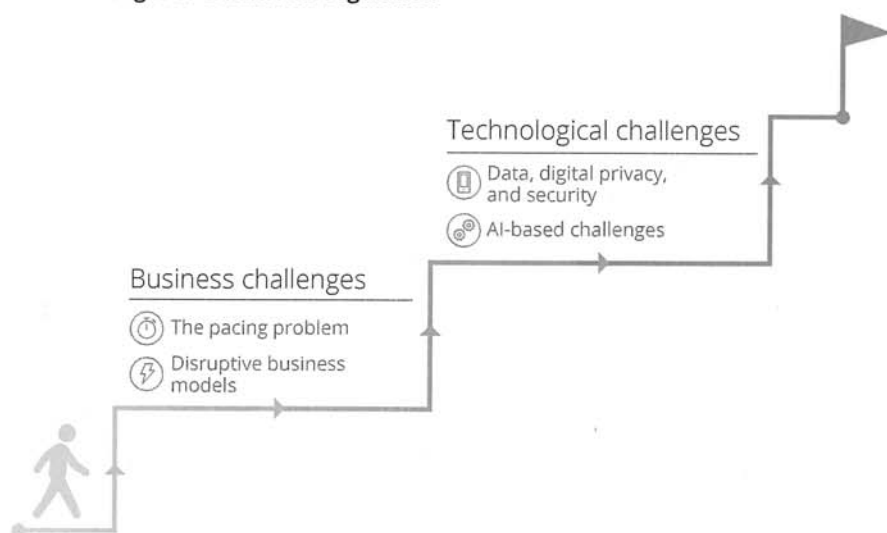 Business challenges
The pacing problem
Disruptive business
models
Technological challenges
Data, digital privacy,
and security
AI-based challenges